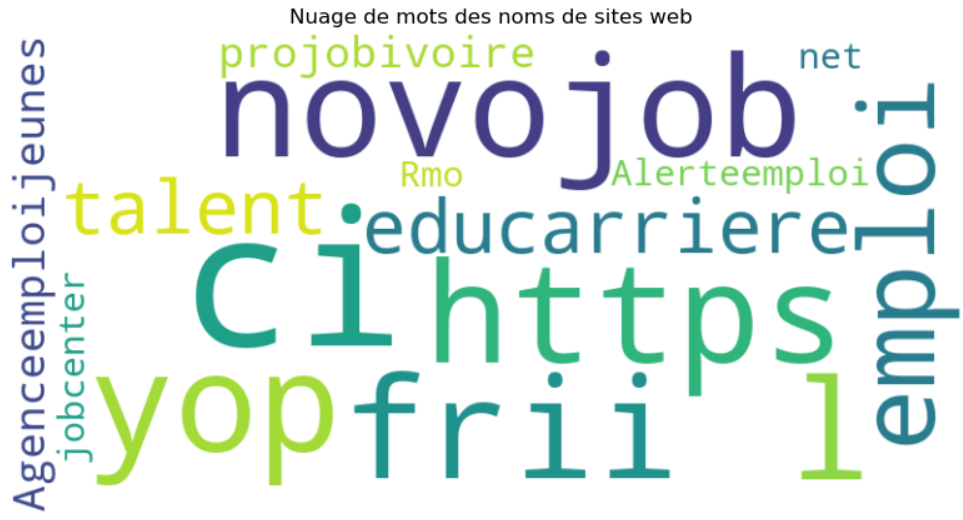 Nuage de mots des noms de sites web
projobivoire
net
novojob
Rmo
Alerteemploi
talent
educarriere
ci
https
yop
frii
l
emploi
jobcenter
Agenceemploijeunes